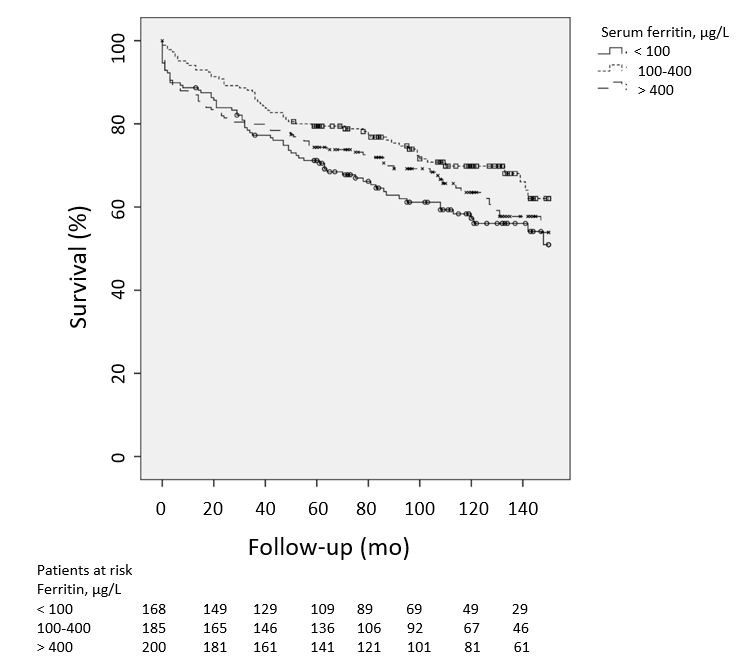 Serum ferritin, µg/L
< 100
100-400
> 400
100
80
60
40
20
0
Survival (%)
0 20 40 60 80 100 120 140
Follow-up (mo)
Patients at risk
Ferritin, µg/L
< 100 168 149 129 109 89 69 49 29
100-400 185 165 146 136 106 92 67 46
> 400 200 181 161 141 121 101 81 61